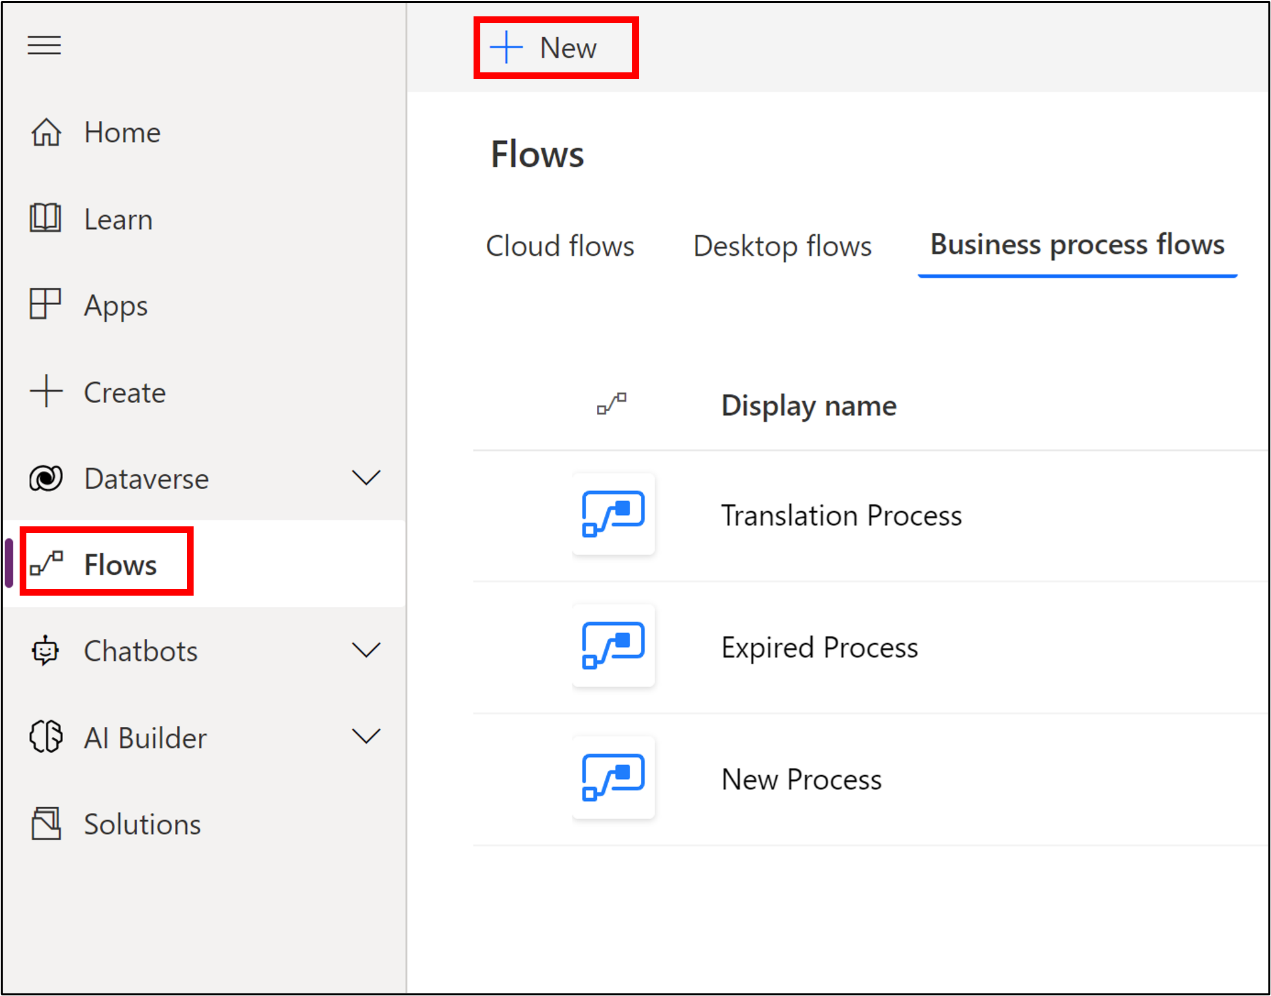 New
Home
Learn
Apps
Create
Dataverse
Flows
Chatbots
AI Builder
Solutions
Flows
Cloud flows Desktop flows Business process flows
Display name
Translation Process
Expired Process
New Process